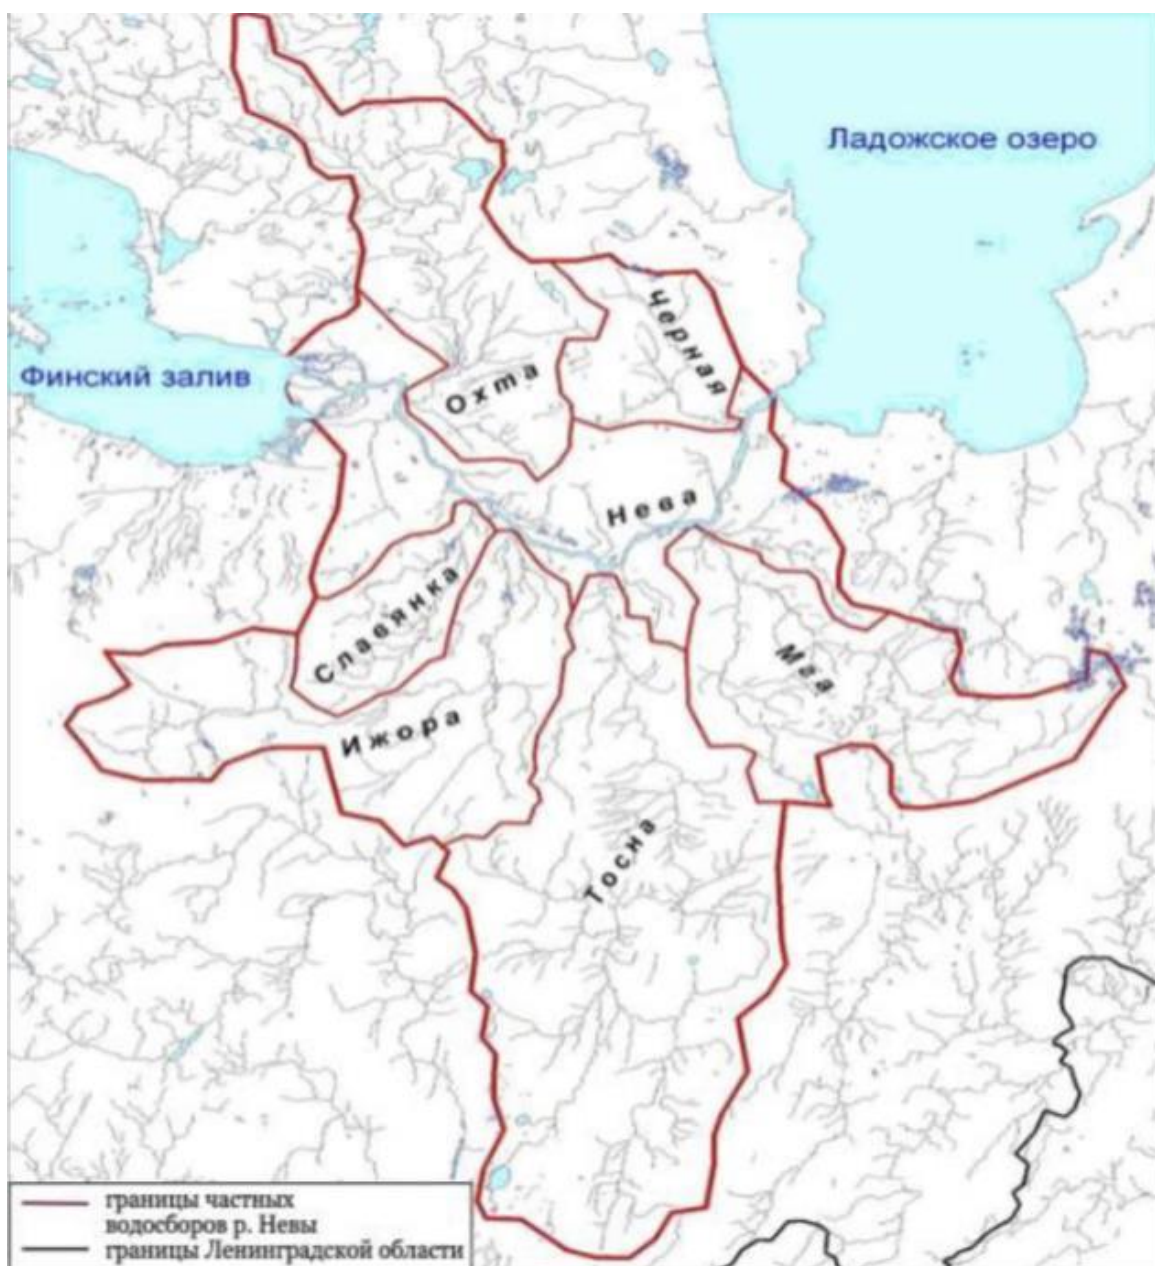 Ладожское озеро
Черная
Финский залив
Охта
Нева
Славянка
Мга
Ижора
Тосна
границы частных
водосборов р. Невы
границы Ленинградской области